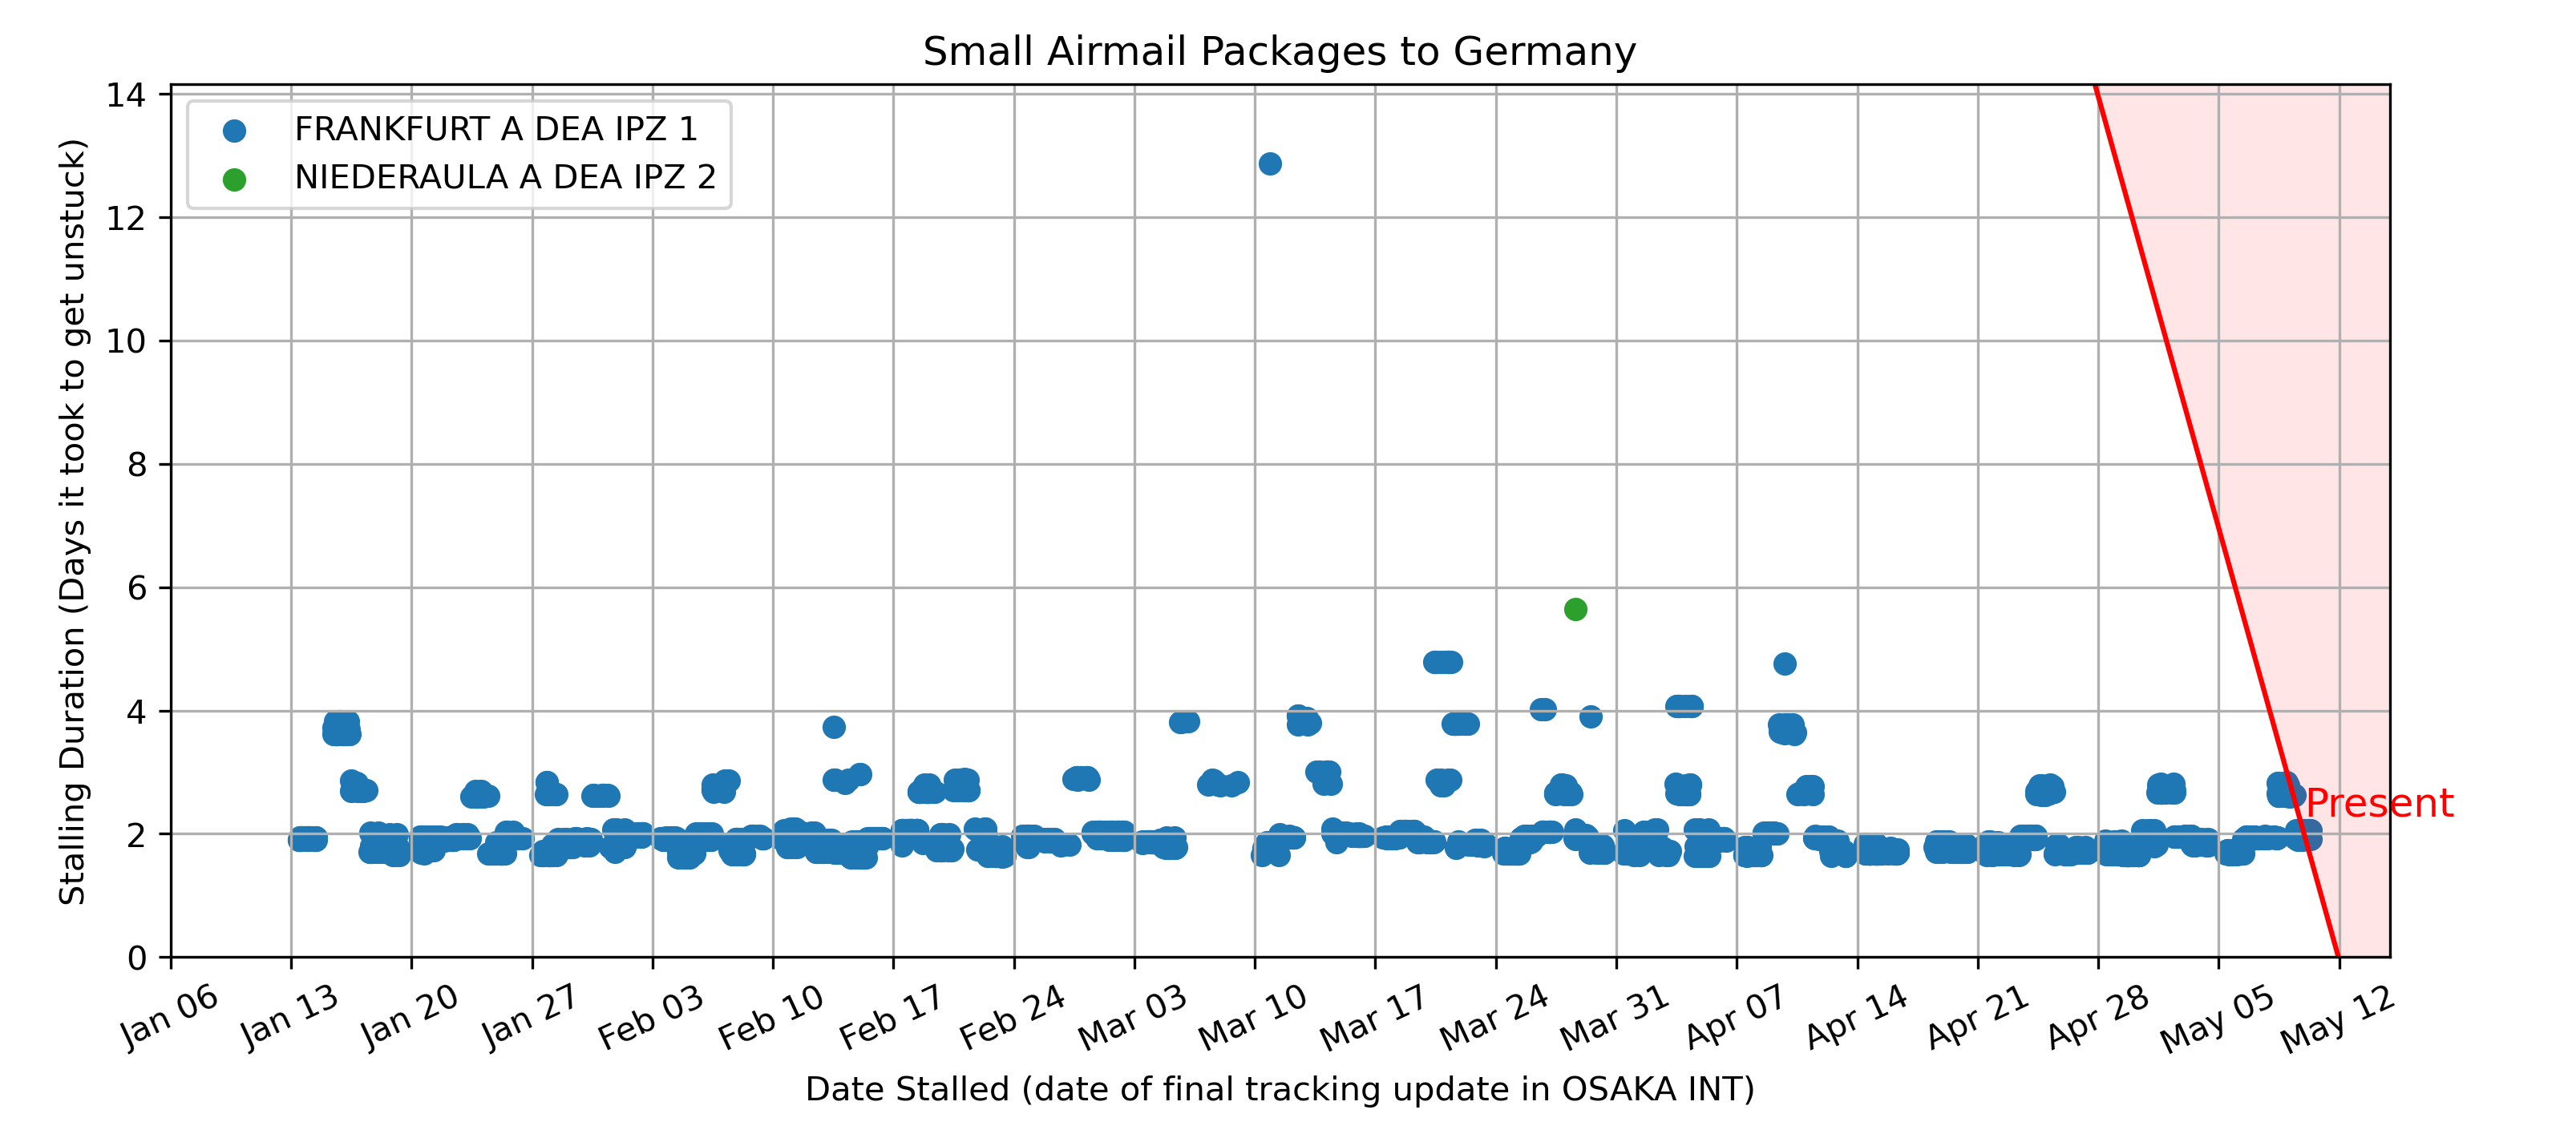 Small Airmail Packages to Germany
FRANKFURT A DEA IPZ 1
NIEDERAULA A DEA IPZ 2
Stalling Duration (Days it took to get unstuck)
14
12
10
8
6
4
2
0
Present
Jan 06
Jan 13
Jan 20
Jan 27
Feb 03
Feb 10
Feb 17
Feb 24
Mar 03
Mar 10
Mar 17
Mar 24
Mar 31
Apr 07
Apr 14
Apr 21
Apr 28
May 05
May 12
Date Stalled (date of final tracking update in OSAKA INT)